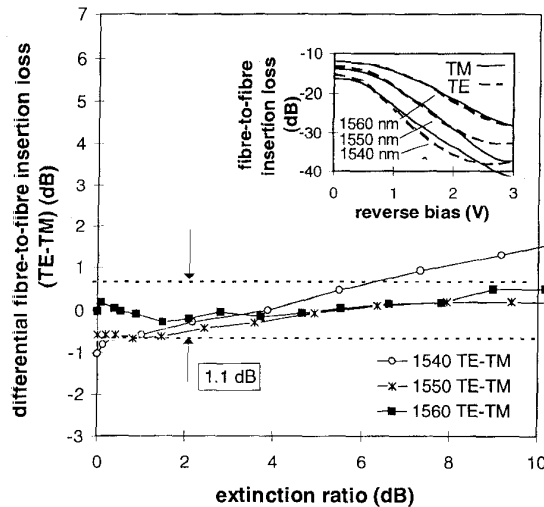 differential fibre-to-fibre insertion loss
(TE-TM) (dB)
7
6
5
4
3
2
1
0
-1
-2
-3
0
2
4
6
8
10
extinction ratio (dB)
1.1 dB
1540 TE-TM
1550 TE-TM
1560 TE-TM
fibre-to-fibre
insertion loss
(dB)
-10
-20
-30
-40
0
1
2
3
reverse bias (V)
TM
TE
1560 nm
1550 nm
1540 nm